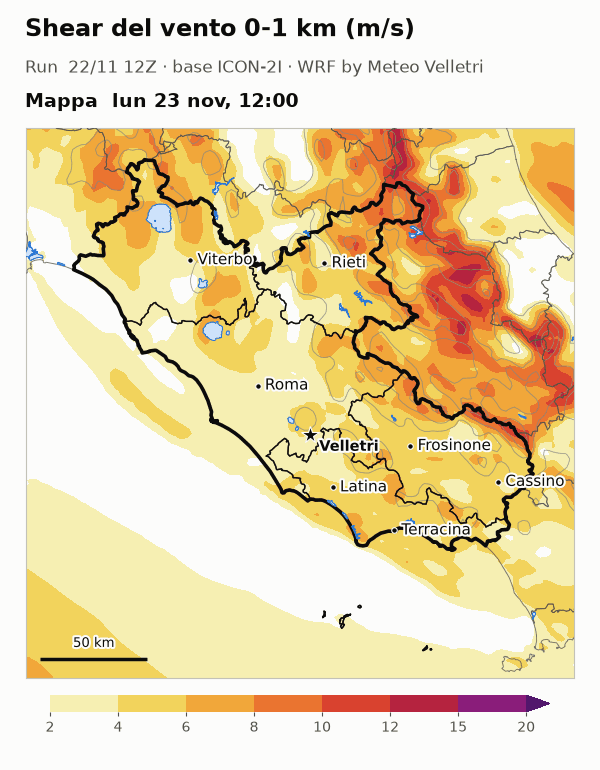 Shear del vento 0-1 km (m/s)
Run  22/11 12Z · base ICON-2I · WRF by Meteo Velletri
Mappa  lun 23 nov, 12:00
Viterbo
Rieti
Roma
Velletri
Frosinone
Cassino
Latina
Terracina
50 km
2 4 6 8 10 12 15 20